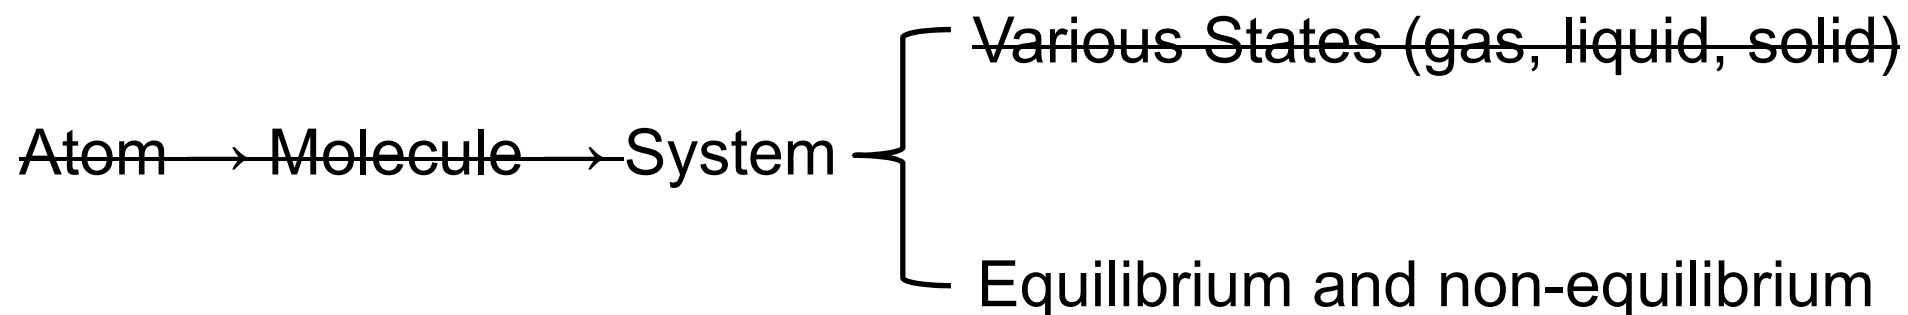 Various States (gas, liquid, solid)
Atom → Molecule → System
Equilibrium and non-equilibrium